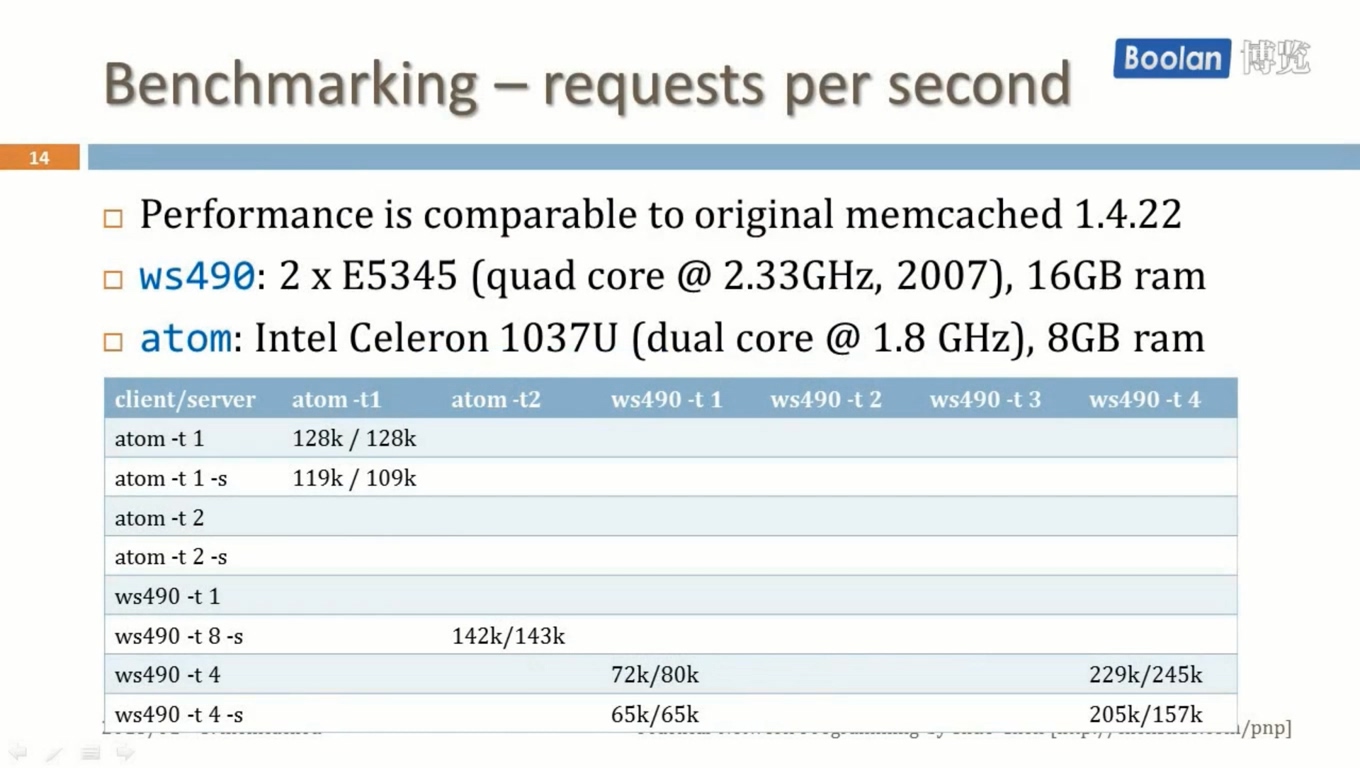 Benchmarking – requests per second
Boolan 博览
14
Performance is comparable to original memcached 1.4.22
ws490: 2 x E5345 (quad core @ 2.33GHz, 2007), 16GB ram
atom: Intel Celeron 1037U (dual core @ 1.8 GHz), 8GB ram
client/server atom -t1 atom -t2 ws490 -t 1 ws490 -t 2 ws490 -t 3 ws490 -t 4
atom -t 1 128k / 128k
atom -t 1 -s 119k / 109k
atom -t 2
atom -t 2 -s
ws490 -t 1
ws490 -t 8 -s 142k/143k
ws490 -t 4 72k/80k 229k/245k
ws490 -t 4 -s 65k/65k 205k/157k
/pnp]